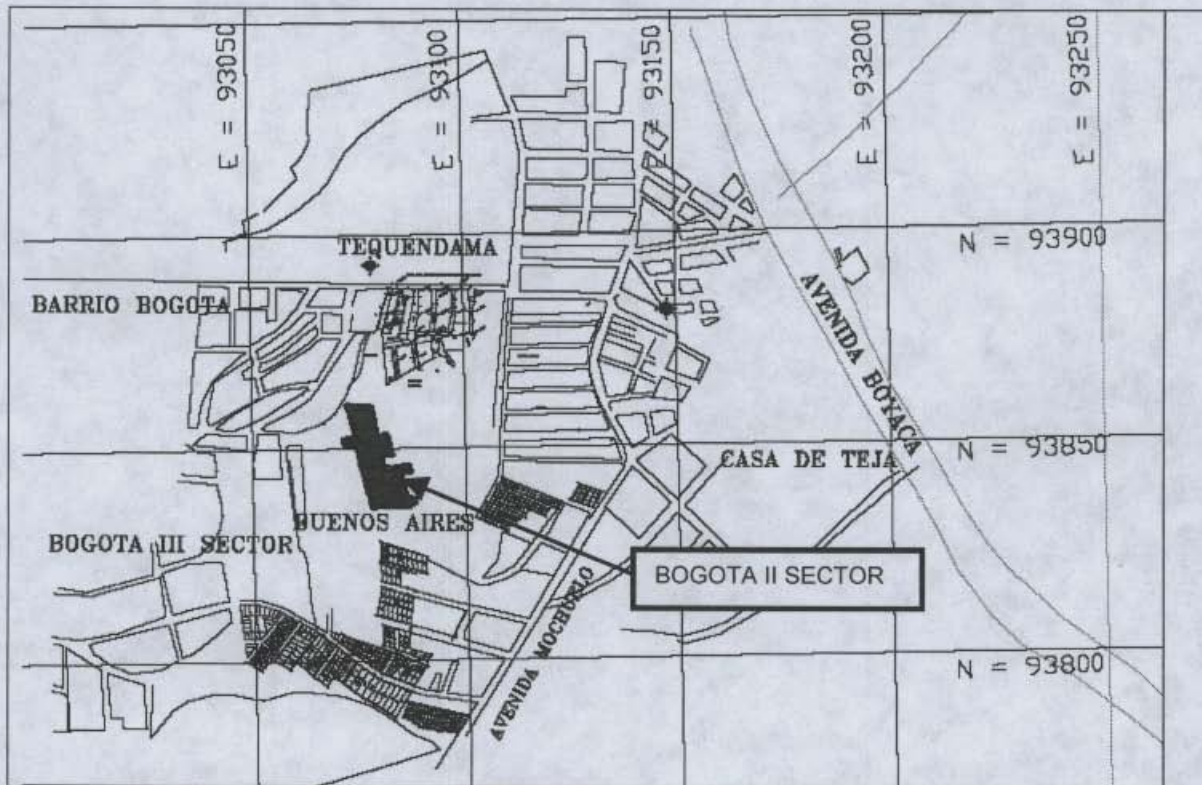 E = 93050
E = 93100
E = 93150
E = 93200
E = 93250
N = 93900
TEQUENDAMA
BARRIO BOGOTA
AVENIDA BOYACA
N = 93850
CASA DE TEJA
BUENOS AIRES
BOGOTA III SECTOR
BOGOTA II SECTOR
AVENIDA MOCHUELO
N = 93800